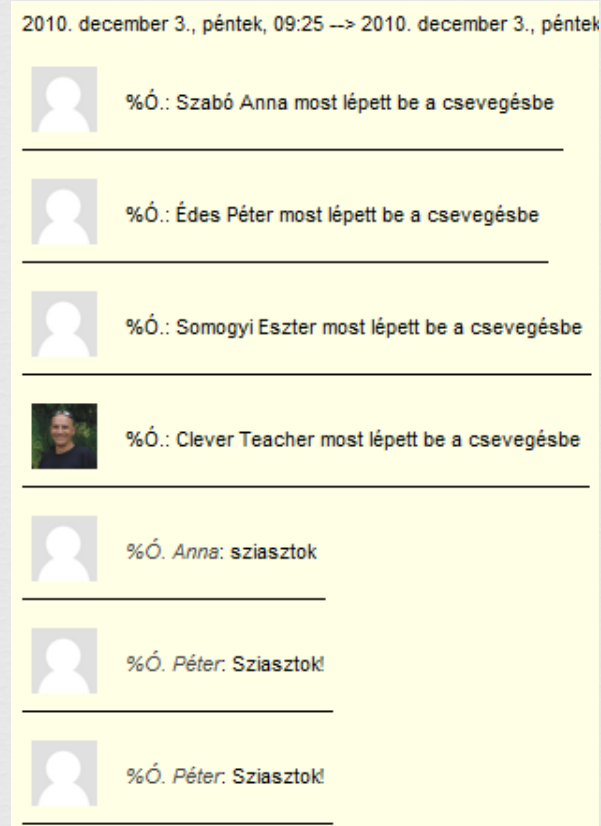 2010. december 3., péntek, 09:25 --> 2010. december 3., péntek
%Ó.: Szabó Anna most lépett be a csevegésbe
%Ó.: Édes Péter most lépett be a csevegésbe
%Ó.: Somogyi Eszter most lépett be a csevegésbe
%Ó.: Clever Teacher most lépett be a csevegésbe
%Ó. Anna: sziasztok
%Ó. Péter: Sziasztok!
%Ó. Péter: Sziasztok!